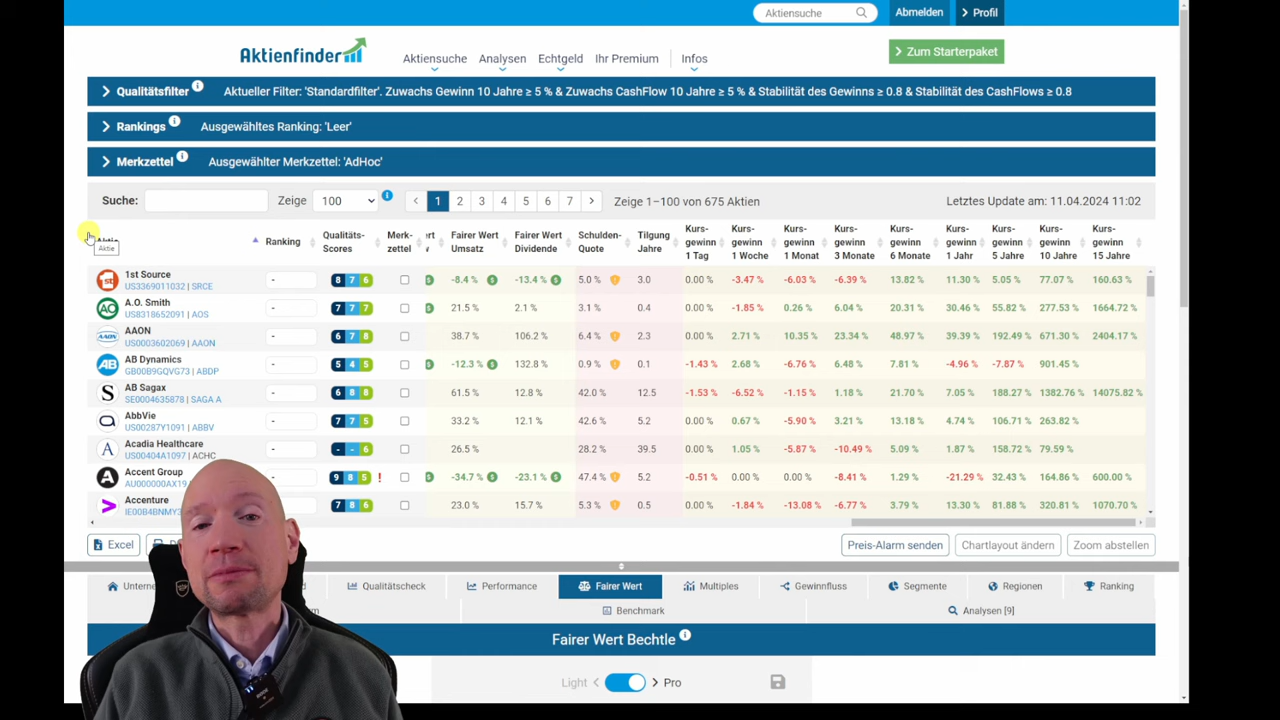 Aktiensuche Abmelden Profil
Aktienfinder Aktiensuche Analysen Echtgeld Ihr Premium Infos Zum Starterpaket
Qualitätsfilter Aktueller Filter: 'Standardfilter'. Zuwachs Gewinn 10 Jahre ≥ 5 % & Zuwachs CashFlow 10 Jahre ≥ 5 % & Stabilität des Gewinns ≥ 0.8 & Stabilität des CashFlows ≥ 0.8
Rankings Ausgewähltes Ranking: 'Leer'
Merkzettel Ausgewählter Merkzettel: 'AdHoc'
Suche: Zeige 100 1 2 3 4 5 6 7 Zeige 1–100 von 675 Aktien Letztes Update am: 11.04.2024 11:02
Qualitäts- Merk- Fairer Wert Fairer Wert Schulden- Tilgung Kurs- Kurs- Kurs- Kurs- Kurs- Kurs- Kurs- Kurs- Kurs-
Ranking gewinn gewinn gewinn gewinn gewinn gewinn gewinn gewinn gewinn
Scores zettel Umsatz Dividende Quote Jahre 1 Tag 1 Woche 1 Monat 3 Monate 6 Monate 1 Jahr 5 Jahre 10 Jahre 15 Jahre
Aktie
1st Source - 8 7 6 -8.4 % -13.4 % 5.0 % 3.0 0.00 % -3.47 % -6.03 % -6.39 % 13.82 % 11.30 % 5.05 % 77.07 % 160.63 %
US3369011032 | SRCE
A.O. Smith - 7 7 7 21.5 % 2.1 % 3.1 % 0.4 0.00 % -1.85 % 0.26 % 6.04 % 20.31 % 30.46 % 55.82 % 277.53 % 1664.72 %
US8318652091 | AOS
AAON - 6 7 8 38.7 % 106.2 % 6.4 % 2.3 0.00 % 2.71 % 10.35 % 23.34 % 48.97 % 39.39 % 192.49 % 671.30 % 2404.17 %
US0003602069 | AAON
AB Dynamics - 5 4 5 -12.3 % 132.8 % 0.9 % 0.1 -1.43 % 2.68 % -6.76 % 6.48 % 7.81 % -4.96 % -7.87 % 901.45 %
GB00B9GQVG73 | ABDP
AB Sagax - 6 8 8 61.5 % 12.8 % 42.0 % 12.5 -1.53 % -6.52 % -1.15 % 1.18 % 21.70 % 7.05 % 188.27 % 1382.76 % 14075.82 %
SE0004635878 | SAGA A
AbbVie - 7 7 5 33.2 % 12.1 % 42.6 % 5.2 0.00 % 0.67 % -5.90 % 3.21 % 13.18 % 4.74 % 106.71 % 263.82 %
US00287Y1091 | ABBV
Acadia Healthcare - - - 6 26.5 % 28.2 % 39.5 0.00 % 1.05 % -5.87 % -10.49 % 5.09 % 1.87 % 158.72 % 79.59 %
US00404A1097 | ACHC
Accent Group - 9 8 5 ! -34.7 % -23.1 % 47.4 % 5.2 -0.51 % 0.00 % 0.00 % -8.41 % 1.29 % -21.29 % 32.43 % 164.86 % 600.00 %
AU000000AX19
Accenture - 7 8 6 23.0 % 15.7 % 5.3 % 0.5 0.00 % -1.84 % -13.08 % -6.77 % 3.79 % 13.30 % 81.88 % 320.81 % 1070.70 %
IE00B4BNMY3
Excel Preis-Alarm senden Chartlayout ändern Zoom abstellen
Qualitätscheck Performance Fairer Wert Multiples Gewinnfluss Segmente Regionen Ranking
Benchmark Analysen [9]
Fairer Wert Bechtle
Light Pro